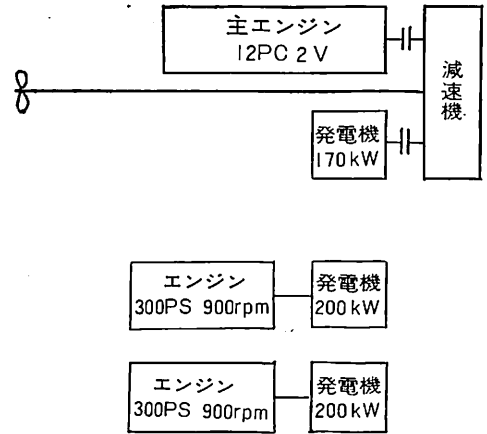 主エンジン
12PC 2 V
減速機
発電機
170kW
エンジン
300PS 900rpm
発電機
200kW
エンジン
300PS 900rpm
発電機
200kW